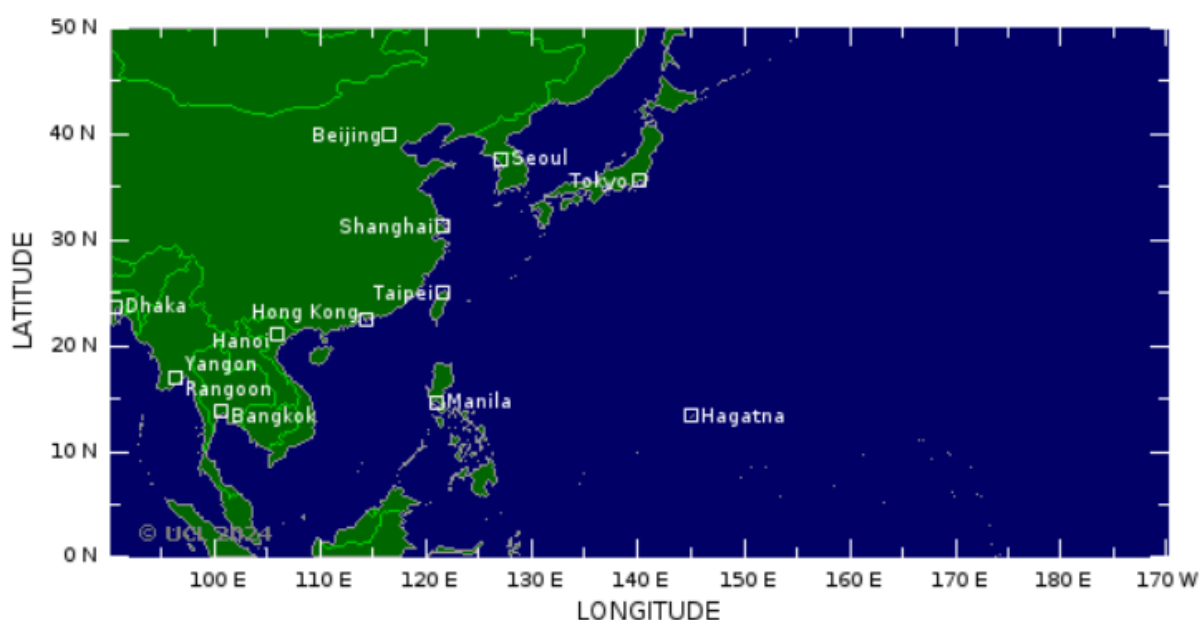 50 N
40 N
Beijing
Seoul
Tokyo
Shanghai
30 N
LATITUDE
Taipei
Dhaka
Hong Kong
Hanoi
20 N
Yangon
Rangoon
Manila
Bangkok
Hagatna
10 N
© UCL 2024
0 N
100 E 110 E 120 E 130 E 140 E 150 E 160 E 170 E 180 E 170 W
LONGITUDE